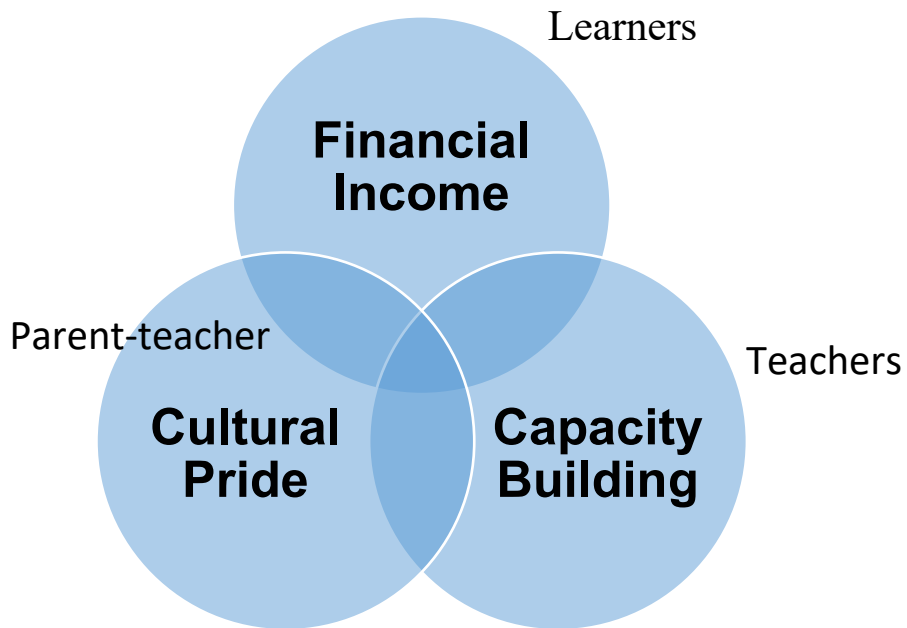 Learners
Financial
Income
Parent-teacher
Teachers
Cultural
Pride
Capacity
Building